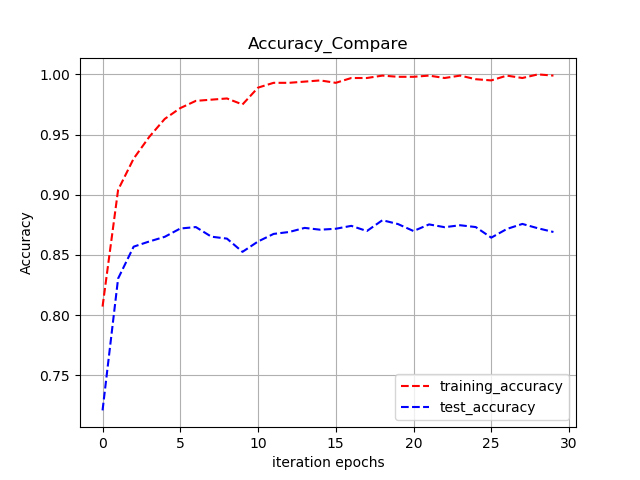 Accuracy_Compare
1.00
0.95
0.90
0.85
0.80
0.75
Accuracy
0 5 10 15 20 25 30
iteration epochs
training_accuracy
test_accuracy